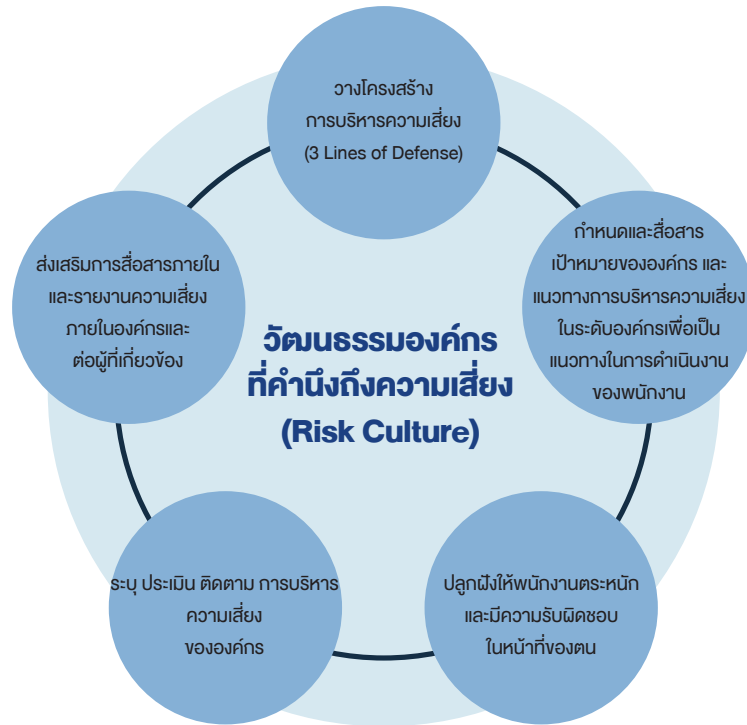 วางโครงสร้าง
การบริหารความเสี่ยง
(3 Lines of Defense)
กำหนดและสื่อสาร
เป้าหมายขององค์กร และ
แนวทางการบริหารความเสี่ยง
ในระดับองค์กรเพื่อเป็น
แนวทางในการดำเนินงาน
ของพนักงาน
ส่งเสริมการสื่อสารภายใน
และรายงานความเสี่ยง
ภายในองค์กรและ
ต่อผู้ที่เกี่ยวข้อง
วัฒนธรรมองค์กร
ที่คำนึงถึงความเสี่ยง
(Risk Culture)
ระบุ ประเมิน ติดตาม การบริหาร
ความเสี่ยง
ขององค์กร
ปลูกฝังให้พนักงานตระหนัก
และมีความรับผิดชอบ
ในหน้าที่ของตน